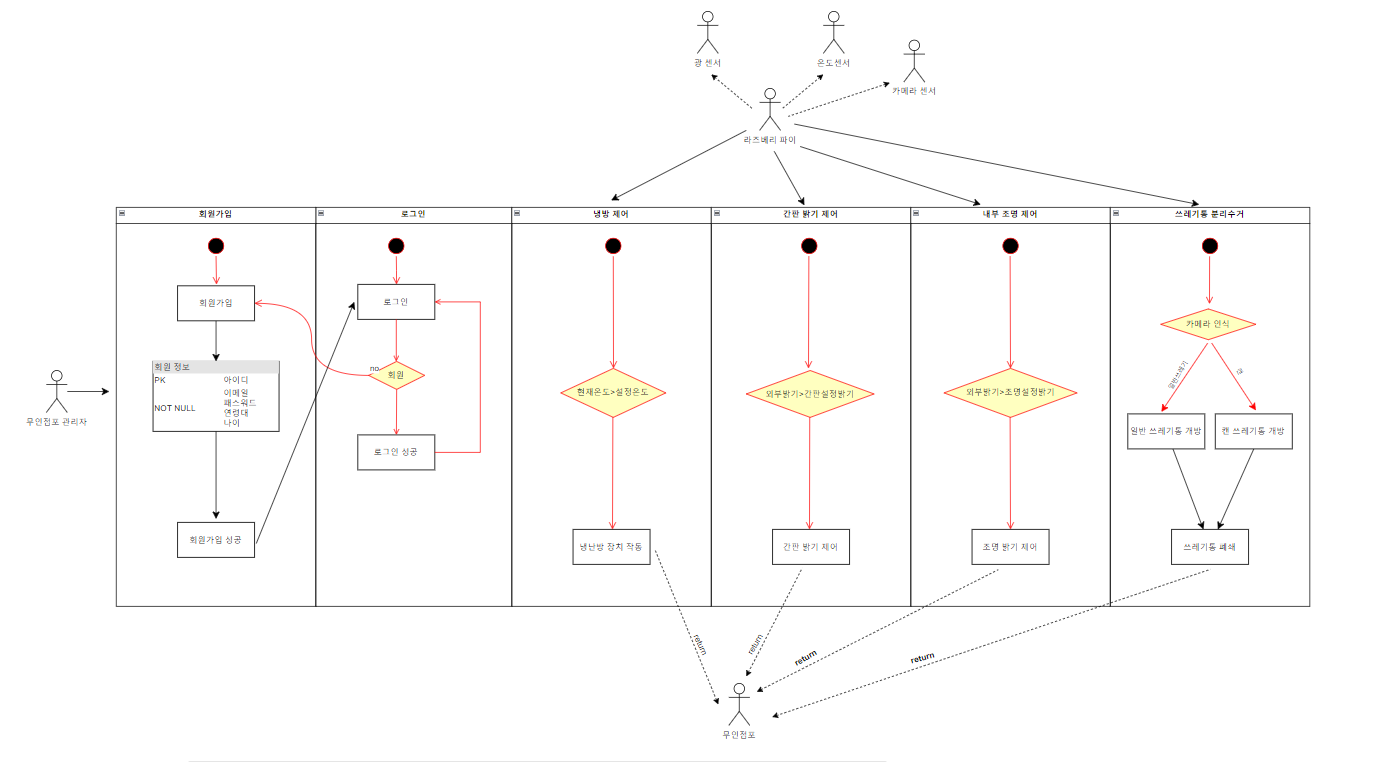 광 센서
온도센서
카메라 센서
라즈베리 파이
회원가입
로그인
냉방 제어
간판 밝기 제어
내부 조명 제어
쓰레기통 분리수거
회원가입
로그인
카메라 인식
회원 정보
PK 아이디
이메일
NOT NULL 패스워드
연령대
나이
no
회원
현재온도>설정온도
외부밝기>간판설정밝기
외부밝기>조명설정밝기
일반쓰레기
캔
무인점포 관리자
로그인 성공
일반 쓰레기통 개방
캔 쓰레기통 개방
회원가입 성공
냉난방 장치 작동
간판 밝기 제어
조명 밝기 제어
쓰레기통 폐쇄
return
return
return
return
무인점포